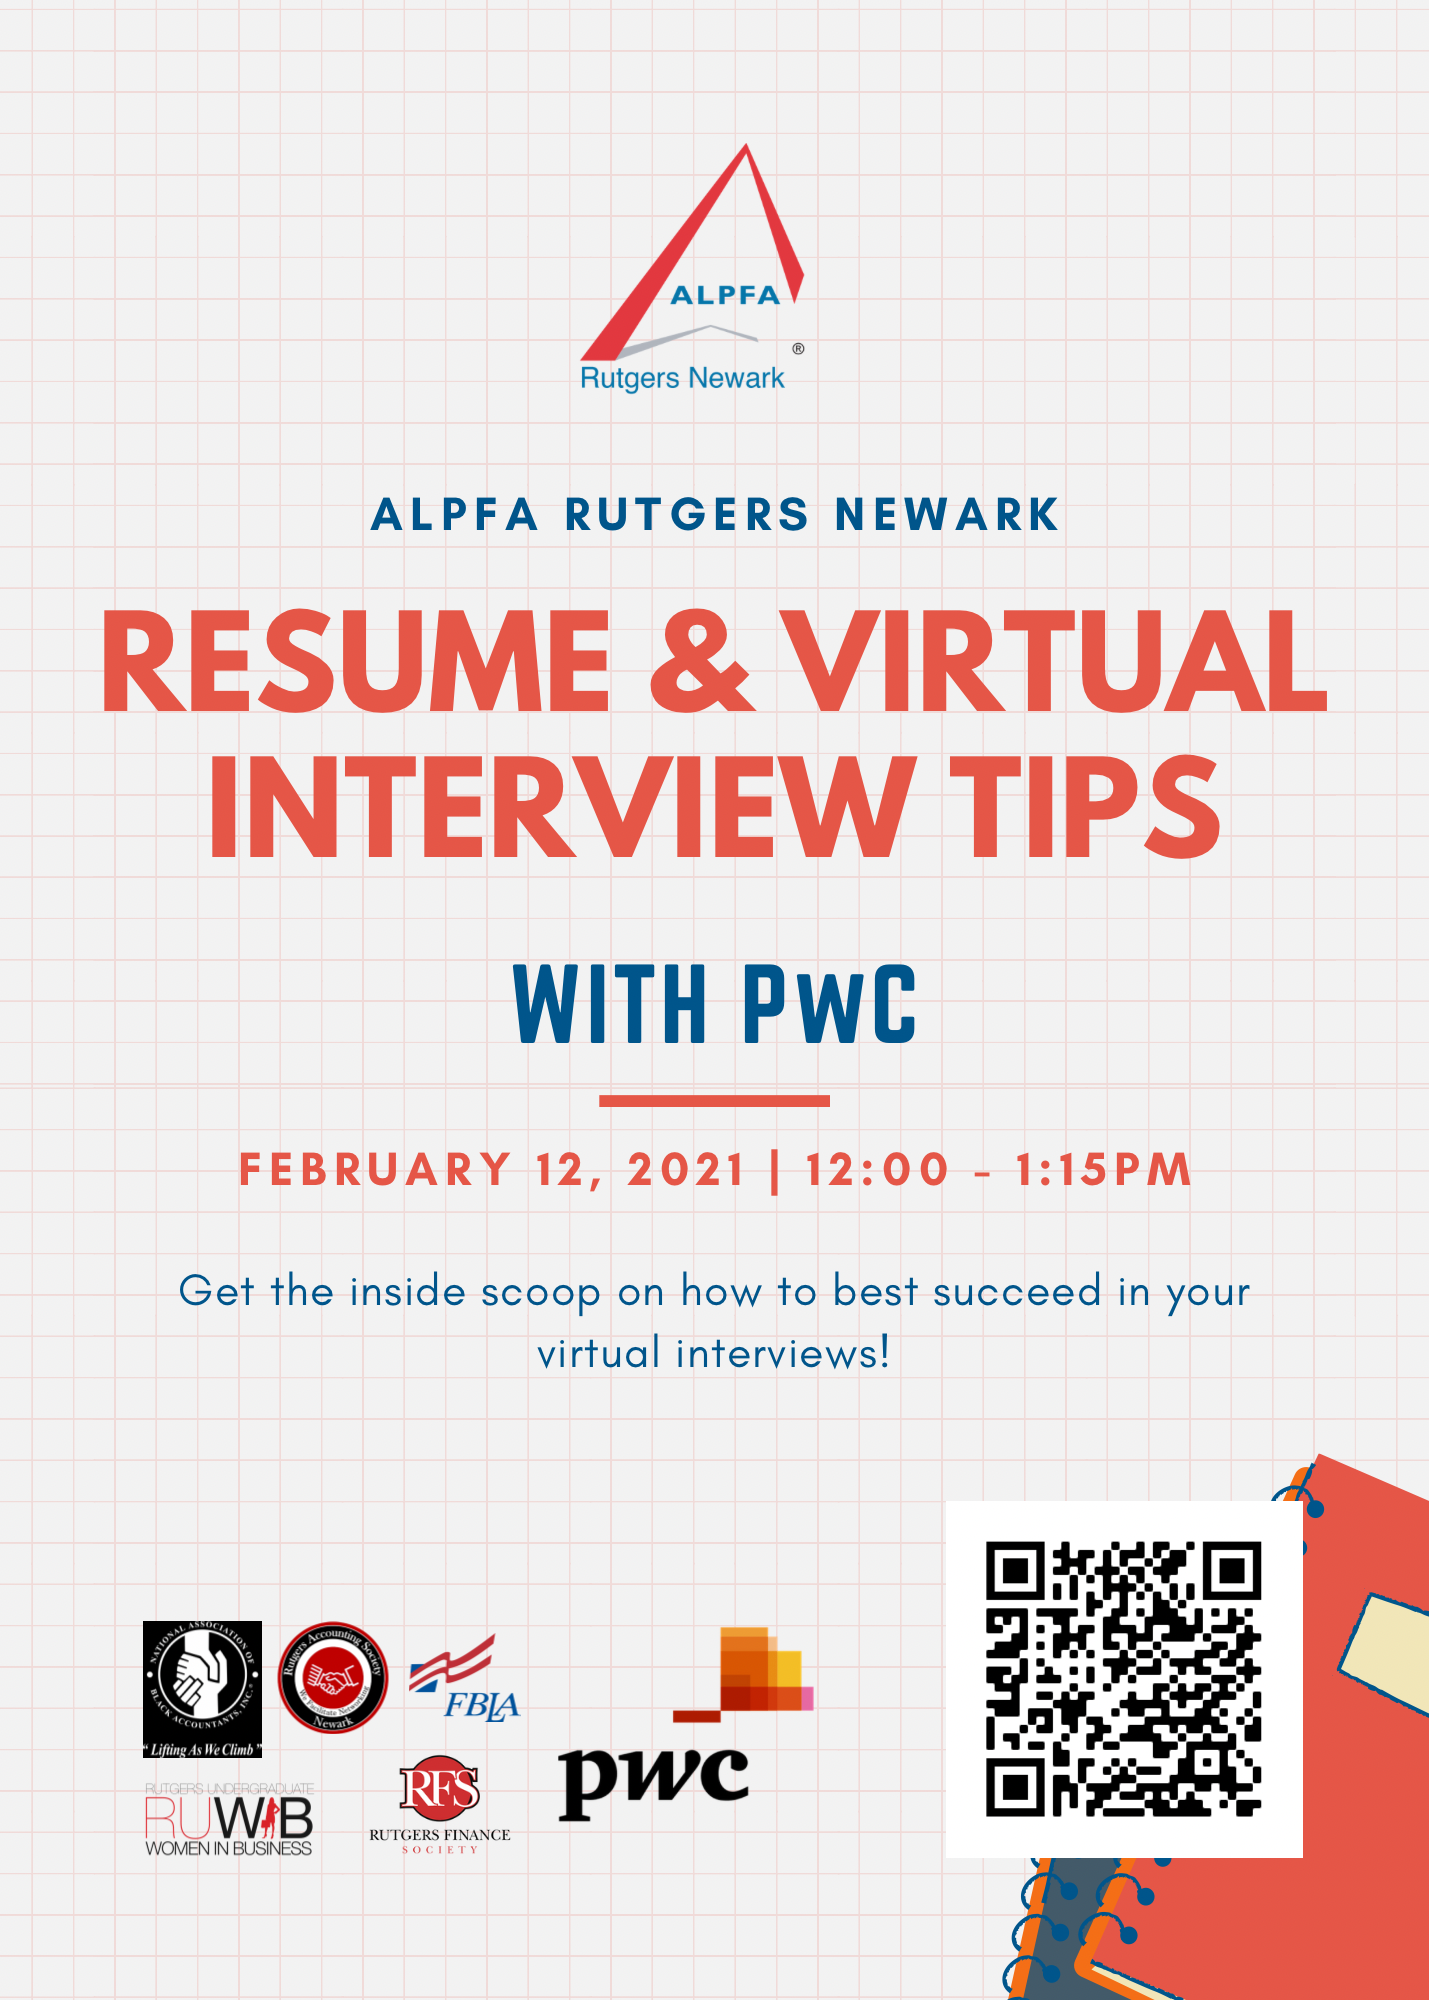 ALPFA
®
Rutgers Newark
ALPFA RUTGERS NEWARK
RESUME & VIRTUAL
INTERVIEW TIPS
WITH PwC
FEBRUARY 12, 2021 | 12:00 - 1:15PM
Get the inside scoop on how to best succeed in your
virtual interviews!
NATIONAL ASSOCIATION OF
BLACK ACCOUNTANTS, INC.®
"Lifting As We Climb"
Rutgers Accounting Society
We Facilitate Networking
Newark
FBLA
RUTGERS UNDERGRADUATE
RUWIB
WOMEN IN BUSINESS
RFS
RUTGERS FINANCE
SOCIETY
pwc